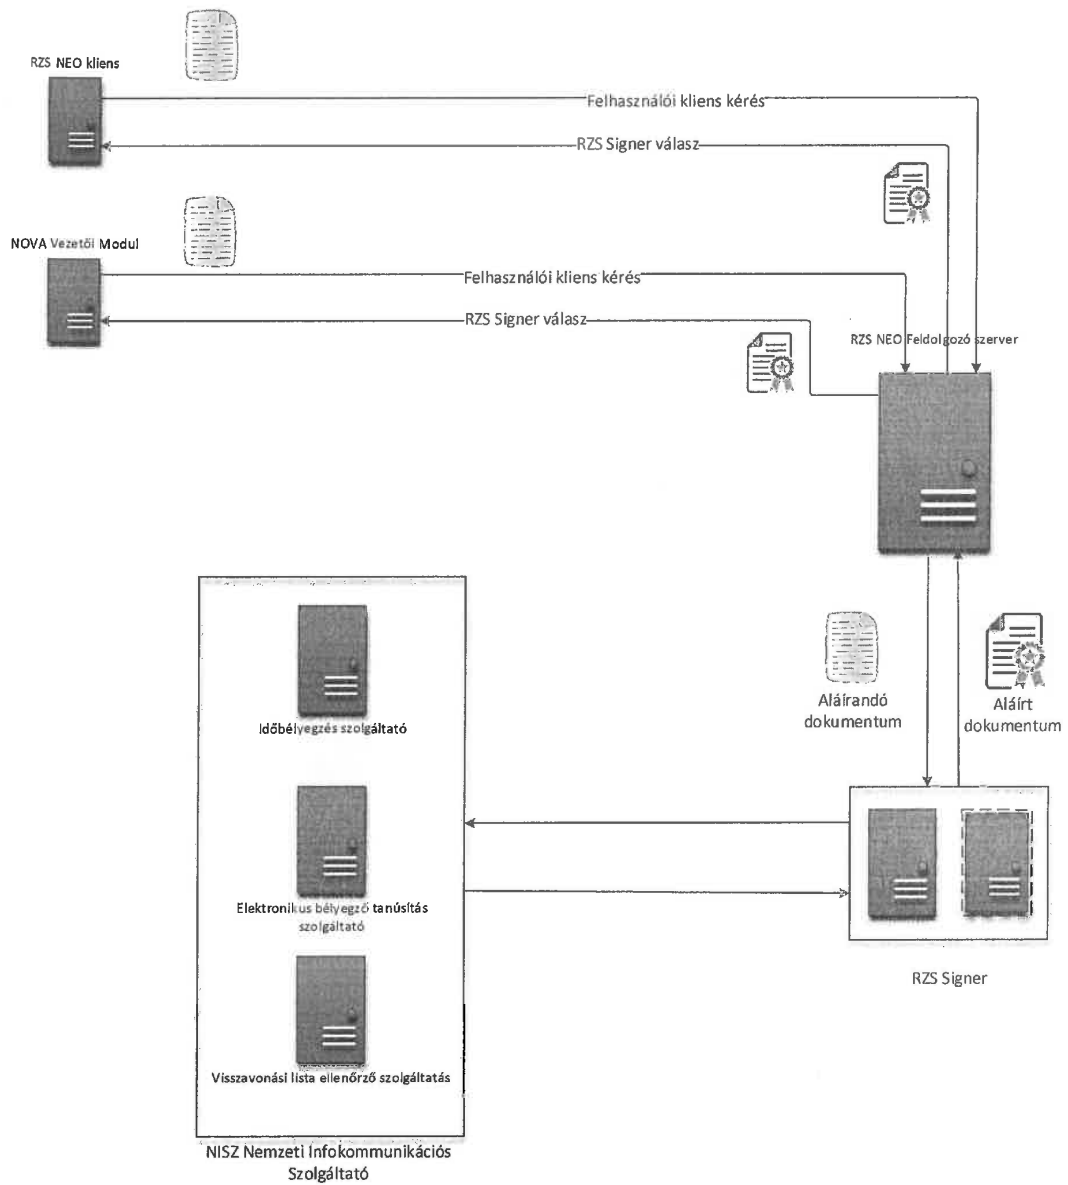 RZS NEO kliens
Felhasználói kliens kérés
RZS Signer válasz
NOVA Vezetői Modul
Felhasználói kliens kérés
RZS Signer válasz
RZS NEO Feldolgozó szerver
Aláírandó
dokumentum
Aláírt
dokumentum
Időbélyegzés szolgáltató
Elektronikus bélyegző tanúsítás
szolgáltató
Visszavonási lista ellenőrző szolgáltatás
RZS Signer
NISZ Nemzeti Infokommunikációs
Szolgáltató